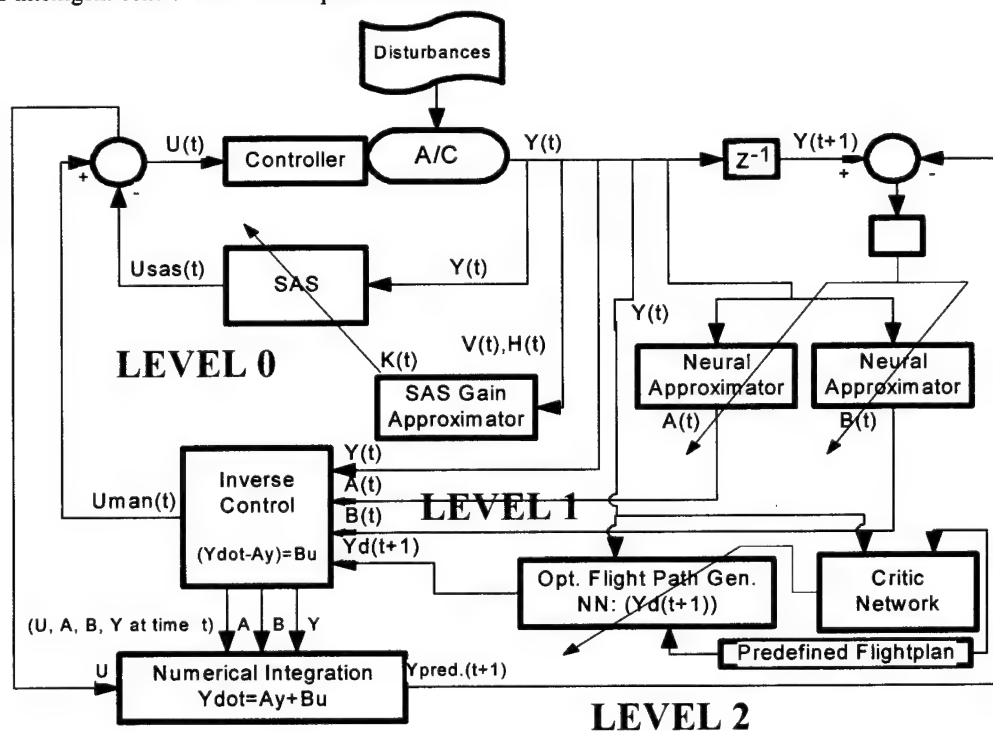 Disturbances
U(t)
Controller
A/C
Y(t)
Z-1
Y(t+1)
+
-
+
-
Usas(t)
SAS
Y(t)
Y(t)
LEVEL 0
K(t)
V(t),H(t)
SAS Gain
Approximator
Neural
Approximator
Neural
Approximator
A(t)
B(t)
Uman(t)
Inverse
Control
(Ydot-Ay)=Bu
Y(t)
A(t)
B(t)
Yd(t+1)
LEVEL 1
Opt. Flight Path Gen.
NN: (Yd(t+1))
Critic
Network
Predefined Flightplan
(U, A, B, Y at time t)
A
B
Y
U
Numerical Integration
Ydot=Ay+Bu
Ypred.(t+1)
LEVEL 2